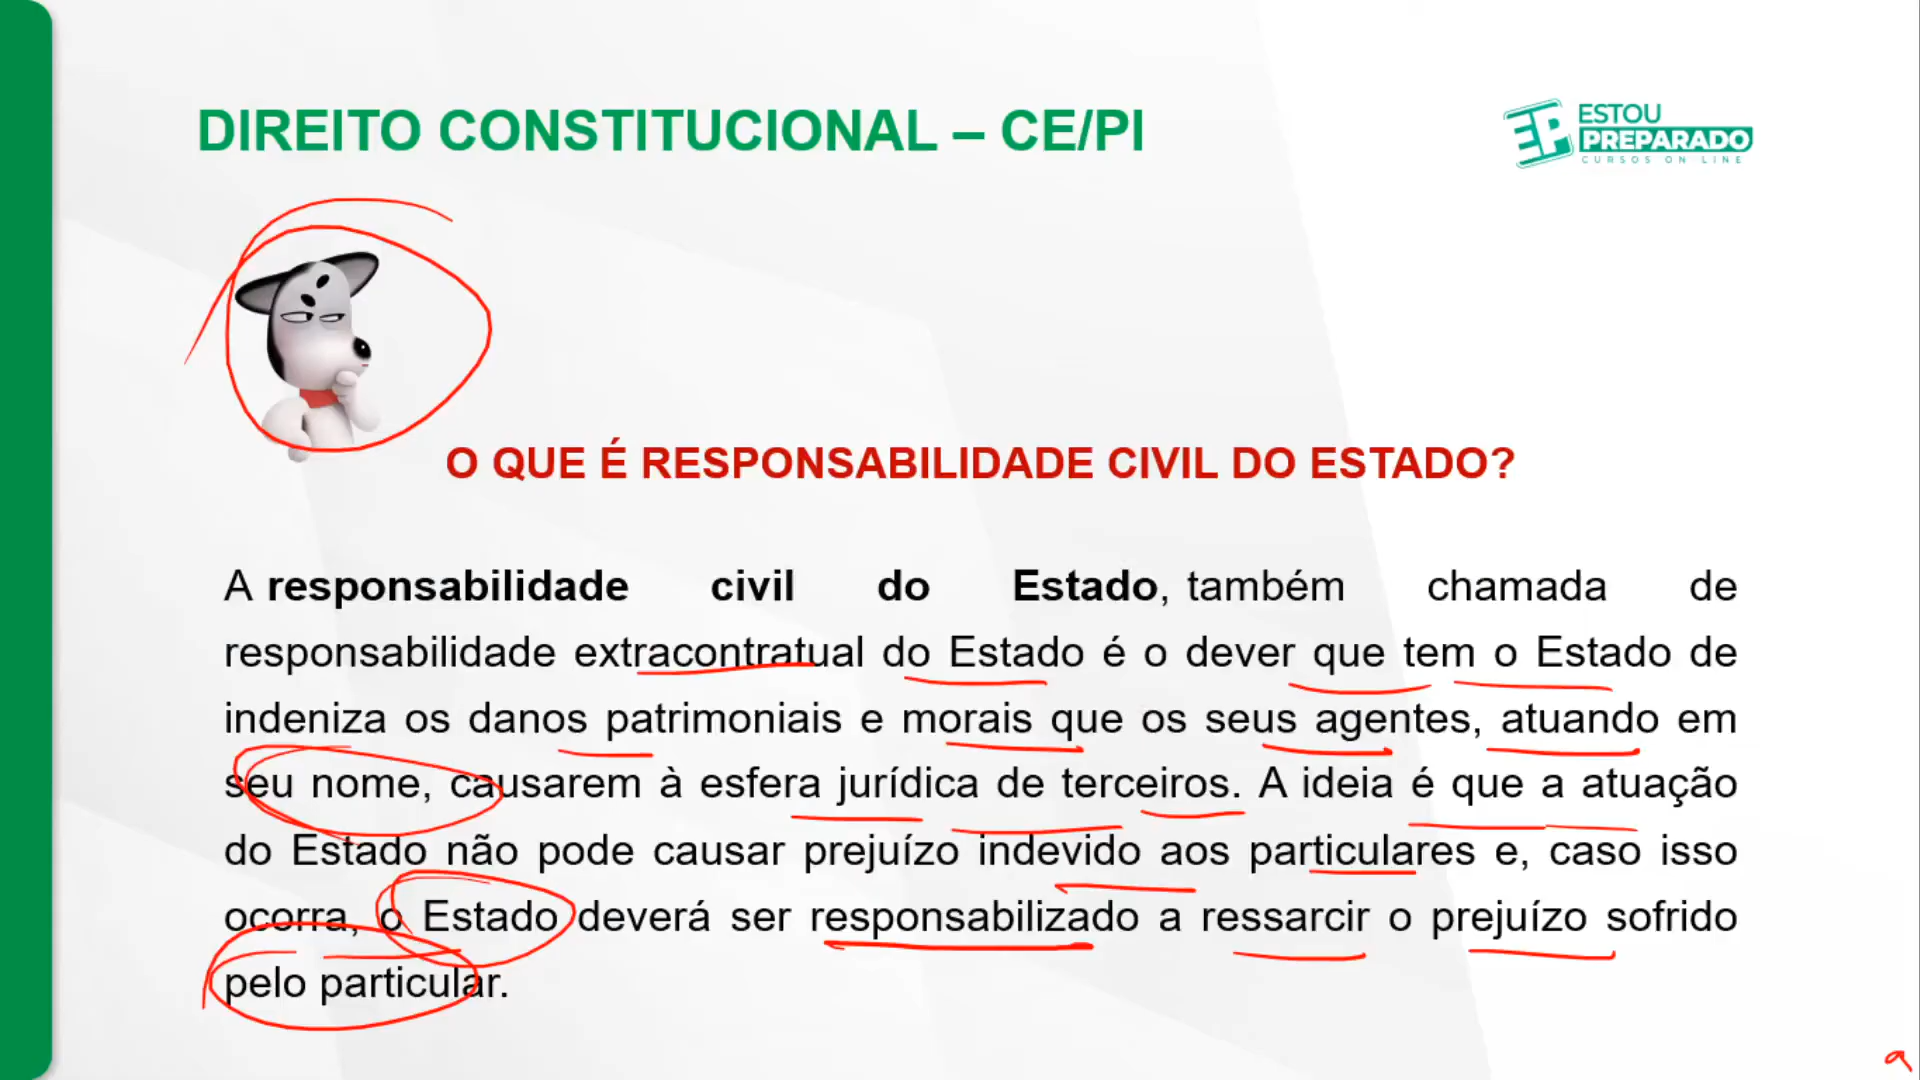 DIREITO CONSTITUCIONAL – CE/PI
ESTOU
PREPARADO
CURSOS ON LINE
O QUE É RESPONSABILIDADE CIVIL DO ESTADO?
A responsabilidade civil do Estado, também chamada de
responsabilidade extracontratual do Estado é o dever que tem o Estado de
indeniza os danos patrimoniais e morais que os seus agentes, atuando em
seu nome, causarem à esfera jurídica de terceiros. A ideia é que a atuação
do Estado não pode causar prejuízo indevido aos particulares e, caso isso
ocorra, o Estado deverá ser responsabilizado a ressarcir o prejuízo sofrido
pelo particular.